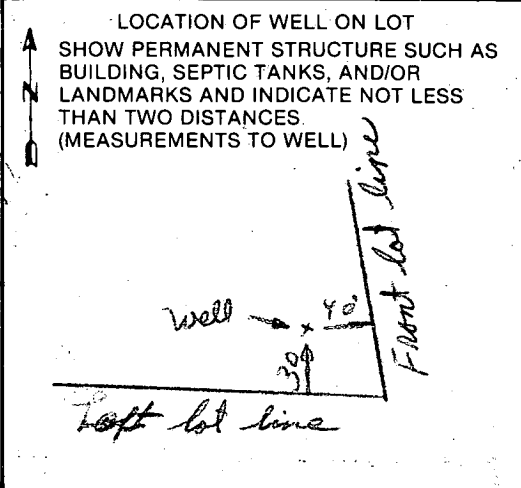 LOCATION OF WELL ON LOT
SHOW PERMANENT STRUCTURE SUCH AS
BUILDING, SEPTIC TANKS, AND/OR
LANDMARKS AND INDICATE NOT LESS
THAN TWO DISTANCES.
(MEASUREMENTS TO WELL)
N
Front lot line
Well
40'
30
Left lot line